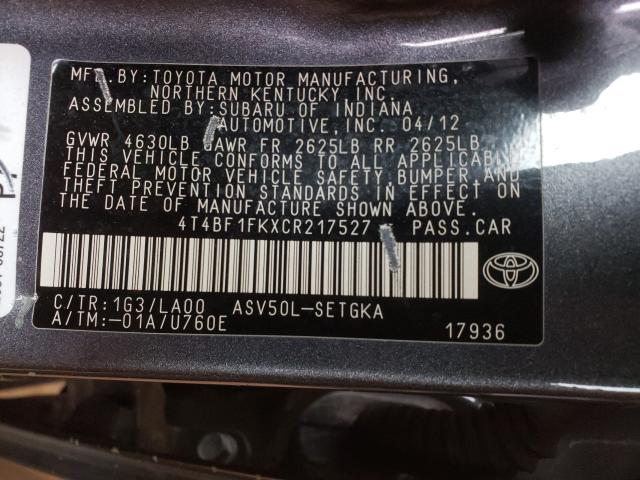 MFD. BY: TOYOTA MOTOR MANUFACTURING,
NORTHERN KENTUCKY INC
ASSEMBLED BY: SUBARU OF INDIANA
AUTOMOTIVE, INC. 04/12
GVWR 4630LB GAWR FR 2625LB RR 2625LB
THIS VEHICLE CONFORMS TO ALL APPLICABLE
FEDERAL MOTOR VEHICLE SAFETY, BUMPER AND
THEFT PREVENTION STANDARDS IN EFFECT ON
THE DATE OF MANUFACTURE SHOWN ABOVE.
4T4BF1FKXCR217527 PASS.CAR
C/TR:1G3/LA00 ASV50L-SETGKA
A/TM:-01A/U760E
17936